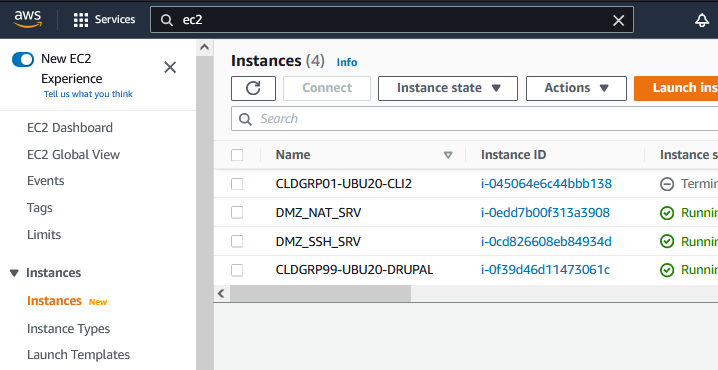 aws Services ec2
New EC2
Experience
Tell us what you think
EC2 Dashboard
EC2 Global View
Events
Tags
Limits
Instances
Instances New
Instance Types
Launch Templates
Instances (4) Info
Connect Instance state Actions Launch ins
Search
Name Instance ID Instance s
CLDGRP01-UBU20-CLI2 i-045064e6c44bbb138 Termin
DMZ_NAT_SRV i-0edd7b00f313a3908 Runnin
DMZ_SSH_SRV i-0cd826608eb84934d Runnin
CLDGRP99-UBU20-DRUPAL i-0f39d46d11473061c Runnin